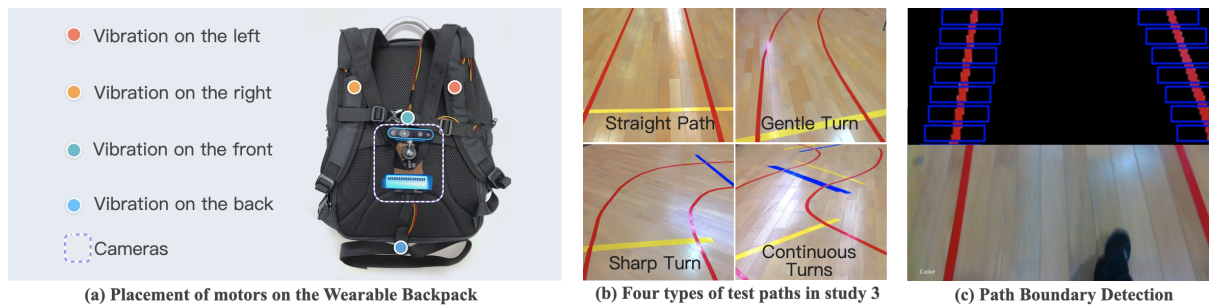 Vibration on the left
Vibration on the right
Vibration on the front
Vibration on the back
Cameras
(a) Placement of motors on the Wearable Backpack
Straight Path
Gentle Turn
Sharp Turn
Continuous
Turns
(b) Four types of test paths in study 3
Color
(c) Path Boundary Detection